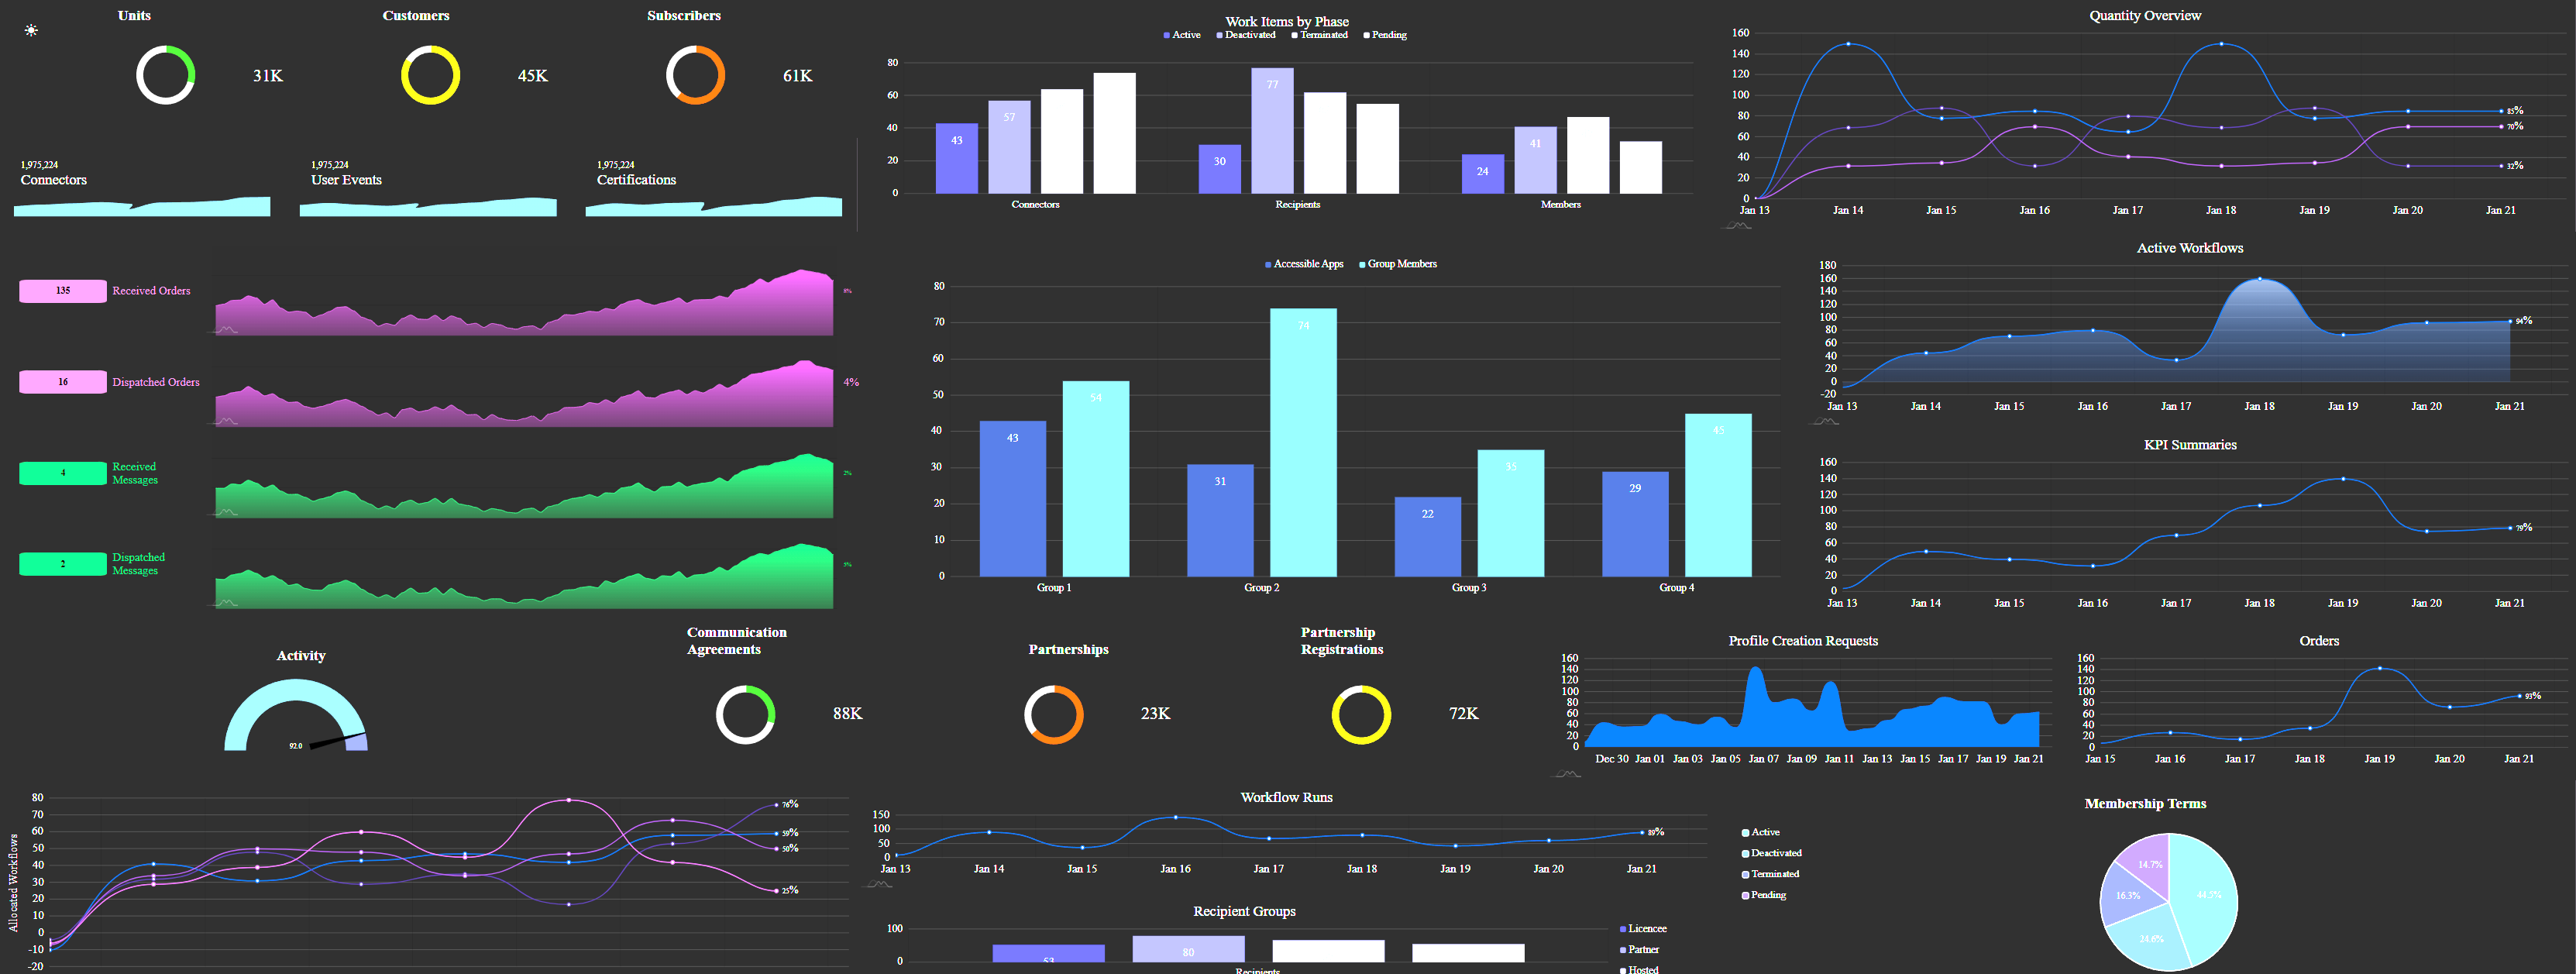 Units
Customers
Subscribers
31K
45K
61K
1,975,224
Connectors
1,975,224
User Events
1,975,224
Certifications
Work Items by Phase
Active
Deactivated
Terminated
Pending
80
60
40
20
0
43
57
30
77
24
41
Connectors
Recipients
Members
Quantity Overview
160
140
120
100
80
60
40
20
0
85%
70%
32%
Jan 13
Jan 14
Jan 15
Jan 16
Jan 17
Jan 18
Jan 19
Jan 20
Jan 21
135
Received Orders
16
Dispatched Orders
4%
4
Received
Messages
2%
2
Dispatched
Messages
Accessible Apps
Group Members
80
70
60
50
40
30
20
10
0
43
54
31
74
22
35
29
45
Group 1
Group 2
Group 3
Group 4
Active Workflows
180
160
140
120
100
80
60
40
20
0
-20
94%
Jan 13
Jan 14
Jan 15
Jan 16
Jan 17
Jan 18
Jan 19
Jan 20
Jan 21
KPI Summaries
160
140
120
100
80
60
40
20
0
79%
Jan 13
Jan 14
Jan 15
Jan 16
Jan 17
Jan 18
Jan 19
Jan 20
Jan 21
Activity
92.0
Communication
Agreements
88K
Partnerships
23K
Partnership
Registrations
72K
Profile Creation Requests
160
140
120
100
80
60
40
20
0
Dec 30
Jan 01
Jan 03
Jan 05
Jan 07
Jan 09
Jan 11
Jan 13
Jan 15
Jan 17
Jan 19
Jan 21
Orders
160
140
120
100
80
60
40
20
0
93%
Jan 15
Jan 16
Jan 17
Jan 18
Jan 19
Jan 20
Jan 21
Allocated Workflows
80
70
60
50
40
30
20
10
0
-10
-20
76%
59%
50%
25%
Workflow Runs
150
100
50
0
89%
Jan 13
Jan 14
Jan 15
Jan 16
Jan 17
Jan 18
Jan 19
Jan 20
Jan 21
Recipient Groups
100
0
53
80
Recipients
Licencee
Partner
Hosted
Active
Deactivated
Terminated
Pending
Membership Terms
14.7%
16.3%
24.6%
44.5%